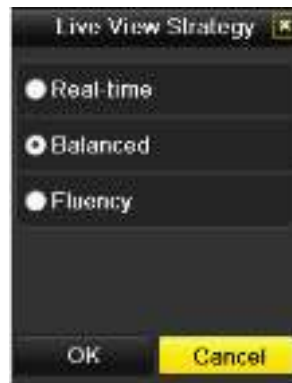 Live View Strategy
Real-time
Balanced
Fluency
OK
Cancel